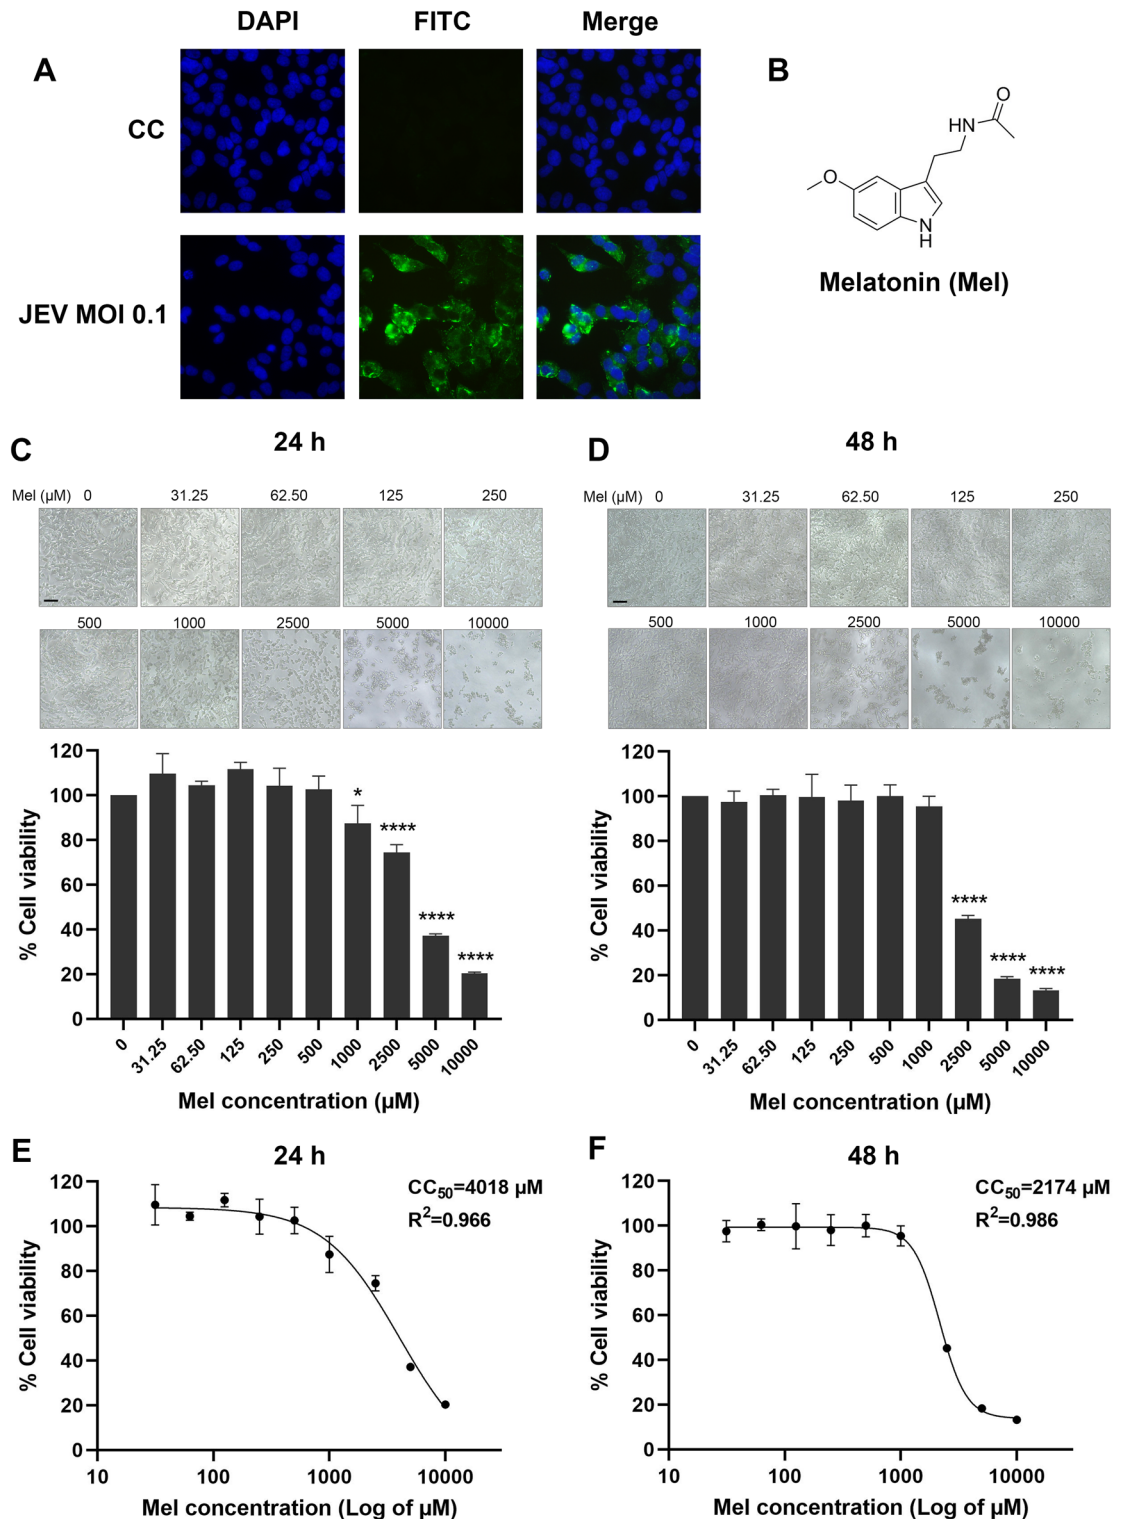 DAPI FITC Merge
A
B
CC
JEV MOI 0.1
O
HN
O
N
H
Melatonin (Mel)
C
24 h
Mel (µM) 0 31.25 62.50 125 250
500 1000 2500 5000 10000
120
100
80
60
40
20
0
% Cell viability
*
****
****
****
0 31.25 62.50 125 250 500 1000 2500 5000 10000
Mel concentration (µM)
D
48 h
Mel (µM) 0 31.25 62.50 125 250
500 1000 2500 5000 10000
120
100
80
60
40
20
0
% Cell viability
****
****
****
0 31.25 62.50 125 250 500 1000 2500 5000 10000
Mel concentration (µM)
E
24 h
CC50=4018 µM
R2=0.966
120
100
80
60
40
20
0
% Cell viability
10 100 1000 10000
Mel concentration (Log of µM)
F
48 h
CC50=2174 µM
R2=0.986
120
100
80
60
40
20
0
% Cell viability
10 100 1000 10000
Mel concentration (Log of µM)